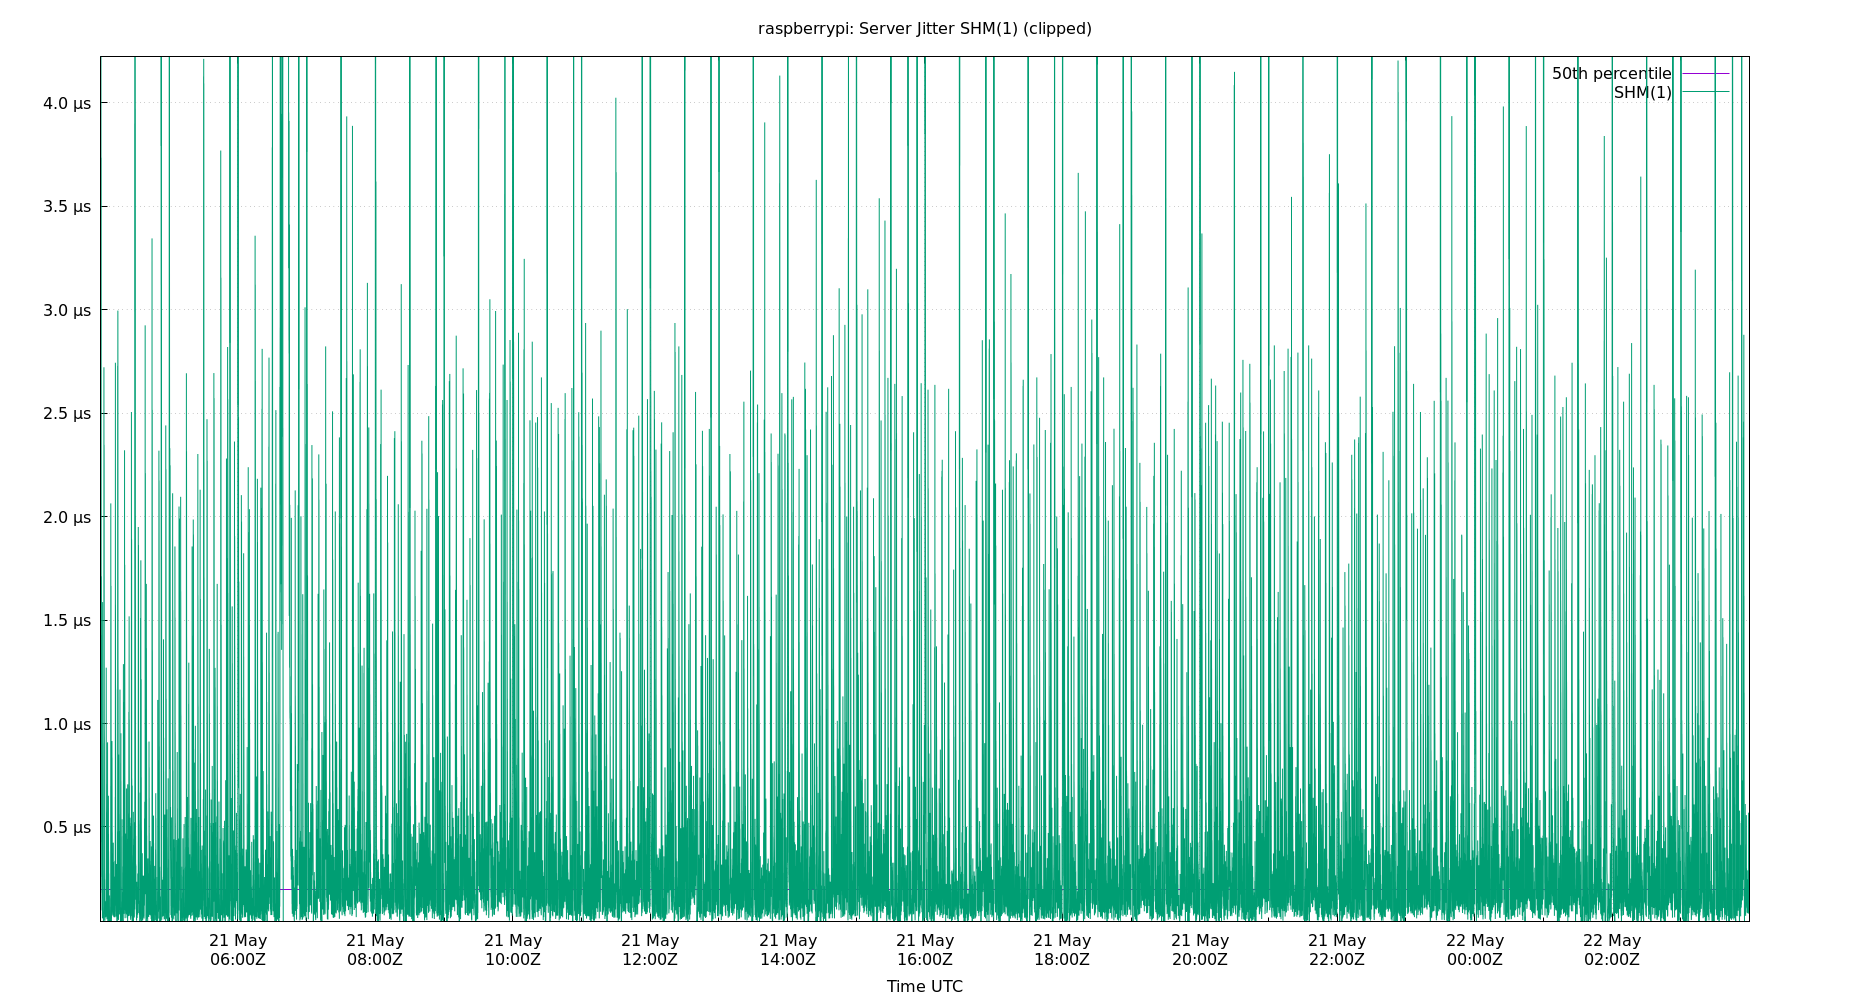 raspberrypi: Server Jitter SHM(1) (clipped)
50th percentile
SHM(1)
4.0 µs
3.5 µs
3.0 µs
2.5 µs
2.0 µs
1.5 µs
1.0 µs
0.5 µs
21 May 21 May 21 May 21 May 21 May 21 May 21 May 21 May 21 May 22 May 22 May
06:00Z 08:00Z 10:00Z 12:00Z 14:00Z 16:00Z 18:00Z 20:00Z 22:00Z 00:00Z 02:00Z
Time UTC